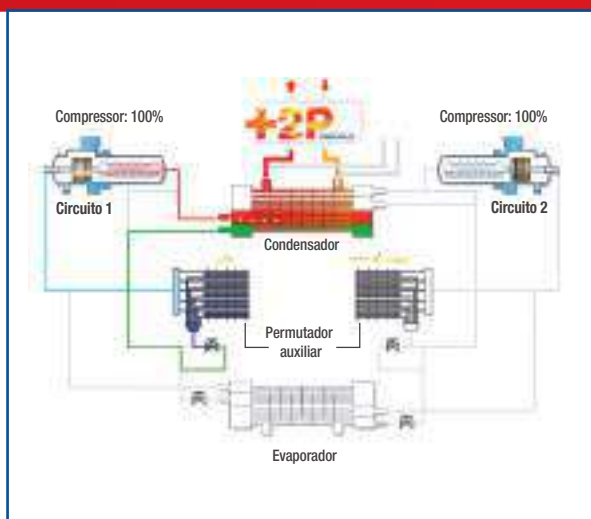 Compressor: 100%
Compressor: 100%
+2P
Circuito 1
Circuito 2
Condensador
Permutador
auxiliar
Evaporador